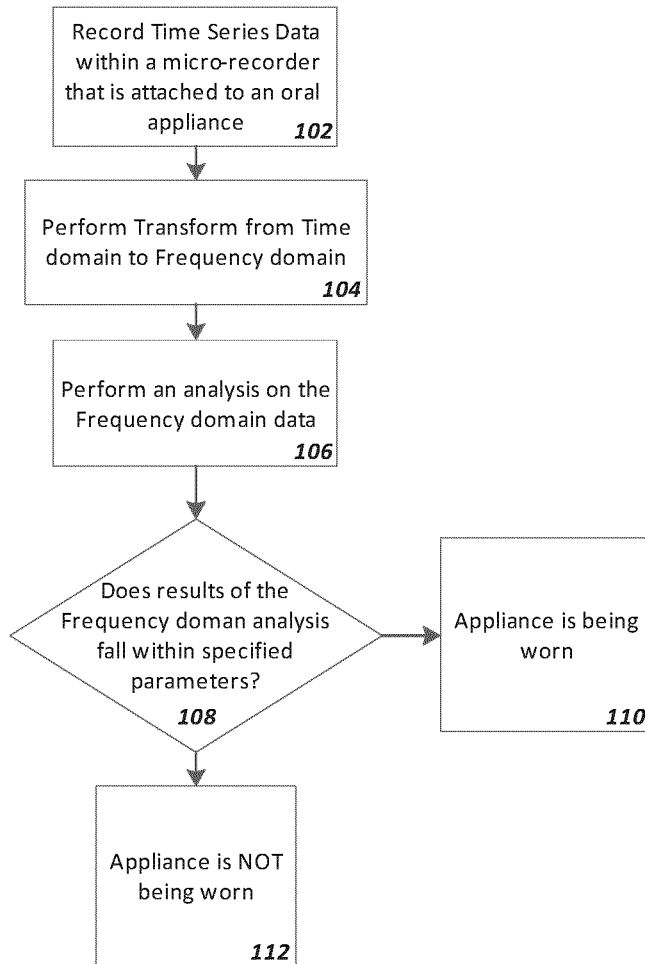 Record Time Series Data
within a micro-recorder
that is attached to an oral
appliance
102
Perform Transform from Time
domain to Frequency domain
104
Perform an analysis on the
Frequency domain data
106
Does results of the
Frequency doman analysis
fall within specified
parameters?
108
Appliance is being
worn
110
Appliance is NOT
being worn
112